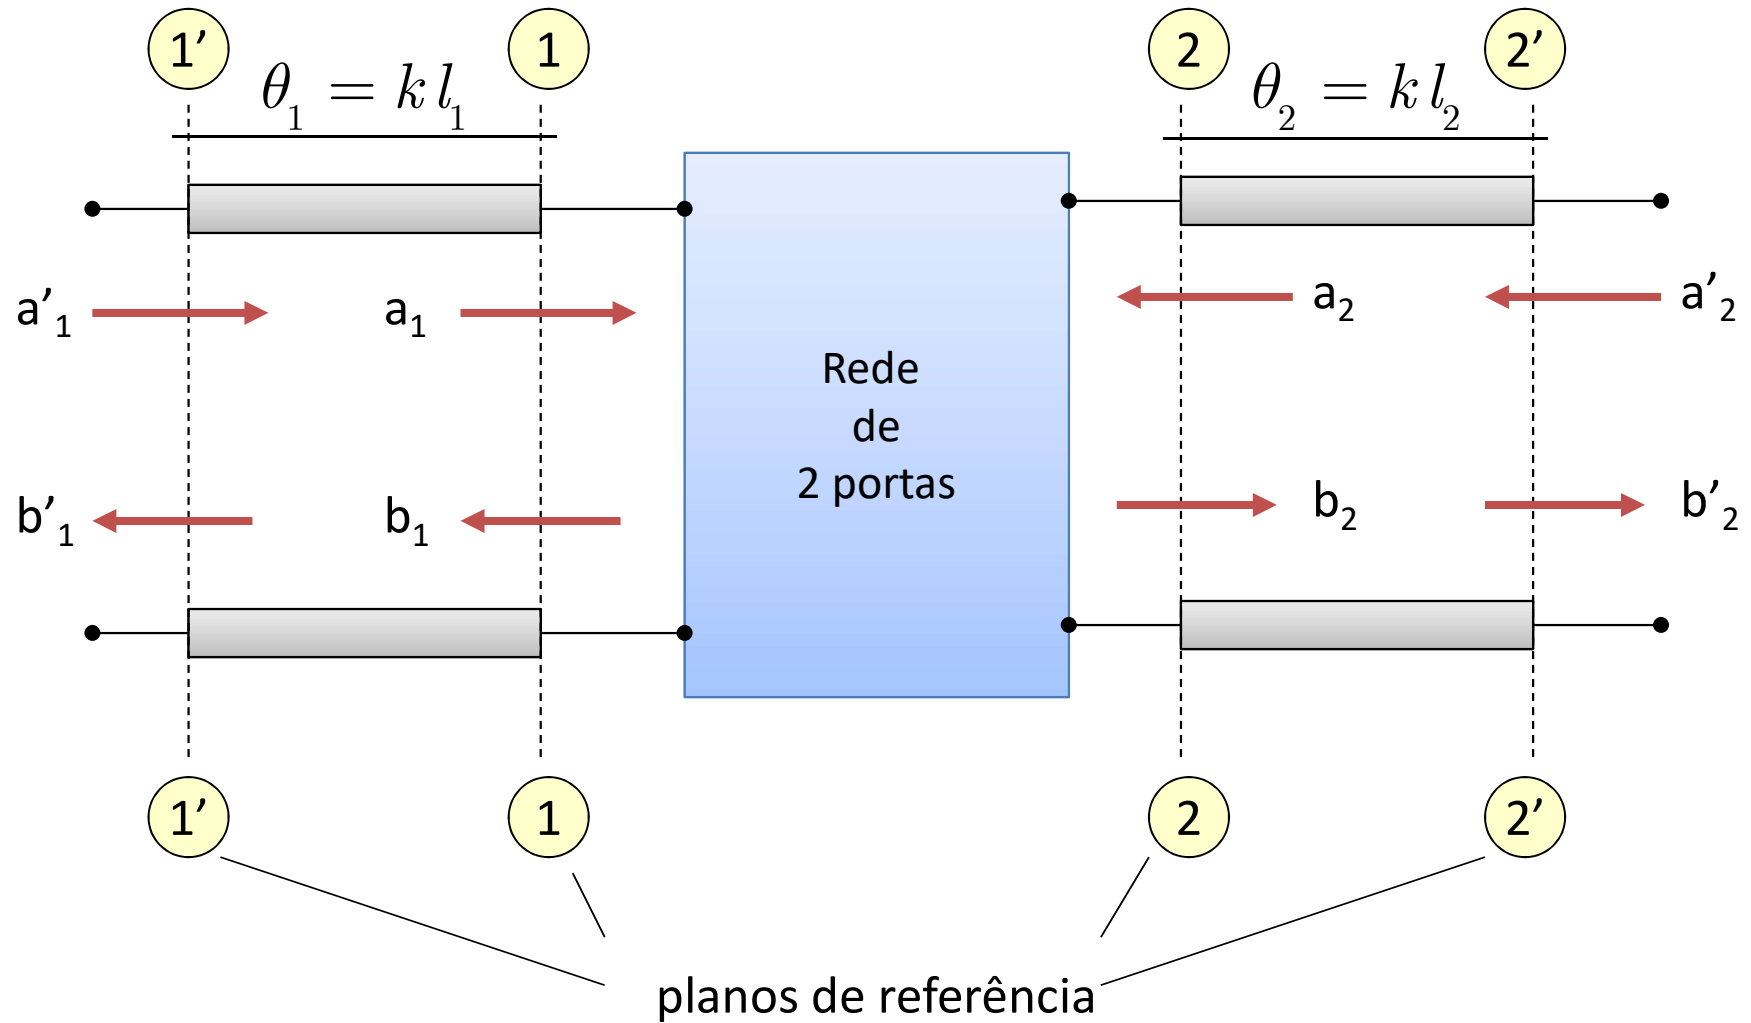 1’ 1 2 2’
θ₁ = k l₁ θ₂ = k l₂
a’₁ a₁ a₂ a’₂
Rede
de
2 portas
b’₁ b₁ b₂ b’₂
1’ 1 2 2’
planos de referência